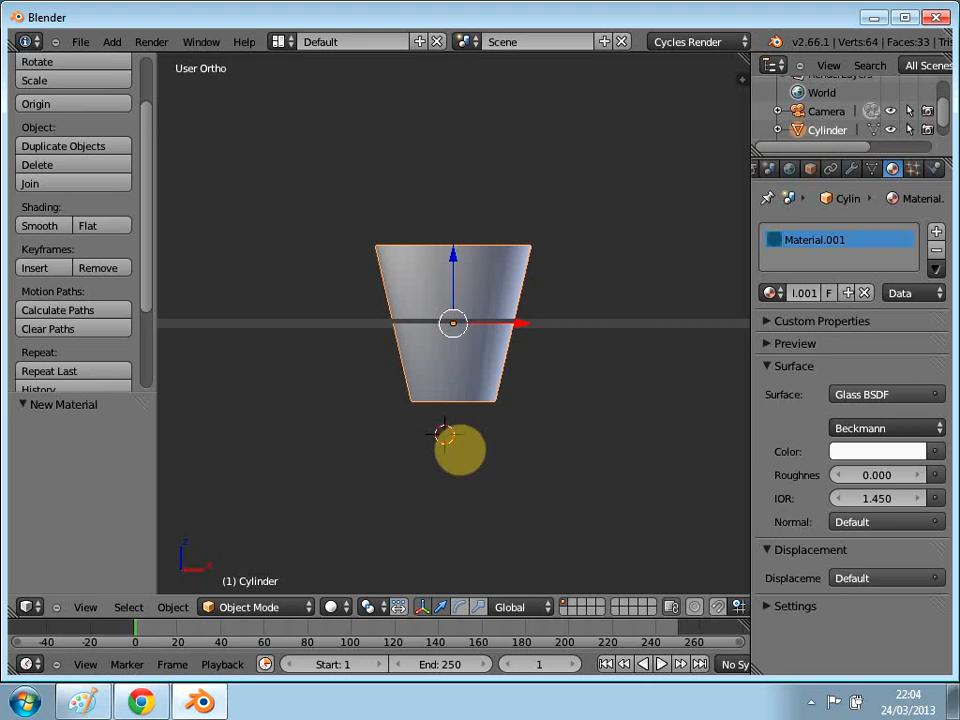 Blender
File Add Render Window Help Default Scene Cycles Render v2.66.1 | Verts:64 | Faces:33 | Tris
Rotate
Scale
Origin
Object:
Duplicate Objects
Delete
Join
Shading:
Smooth Flat
Keyframes:
Insert Remove
Motion Paths:
Calculate Paths
Clear Paths
Repeat:
Repeat Last
History
New Material
User Ortho
z
x
(1) Cylinder
View Search All Scenes
RenderLayers
World
Camera
Cylinder
Cylin Material.
Material.001
l.001 F Data
Custom Properties
Preview
Surface
Surface: Glass BSDF
Beckmann
Color:
Roughnes 0.000
IOR: 1.450
Normal: Default
Displacement
Displaceme Default
Settings
View Select Object Object Mode Global
-40 -20 0 20 40 60 80 100 120 140 160 180 200 220 240 260
View Marker Frame Playback Start: 1 End: 250 1 No Sy
22:04
24/03/2013